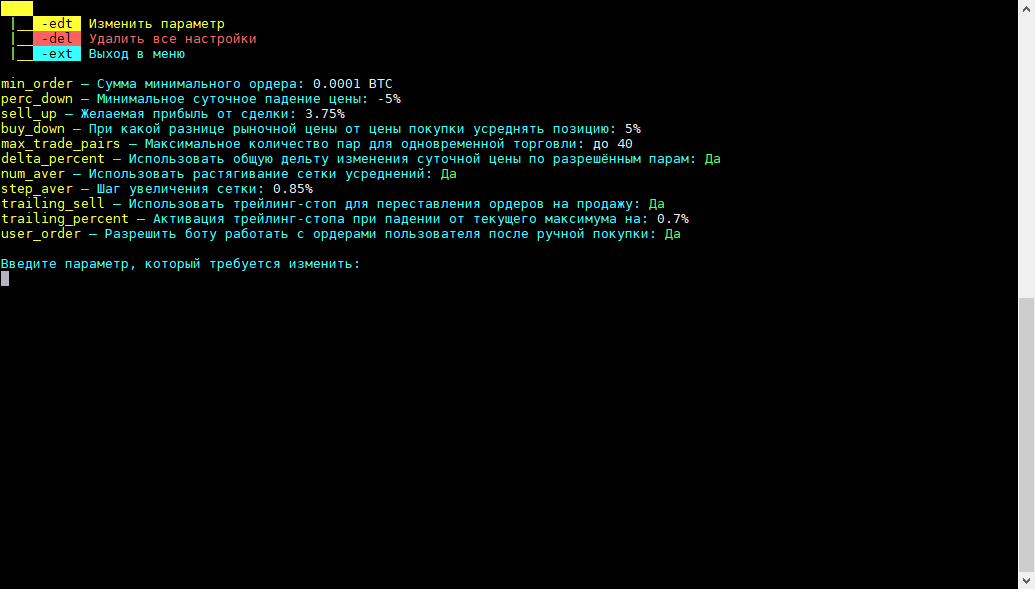 |__ -edt Изменить параметр
|__ -del Удалить все настройки
|__ -ext Выход в меню
min_order – Сумма минимального ордера: 0.0001 BTC
perc_down – Минимальное суточное падение цены: -5%
sell_up – Желаемая прибыль от сделки: 3.75%
buy_down – При какой разнице рыночной цены от цены покупки усреднять позицию: 5%
max_trade_pairs – Максимальное количество пар для одновременной торговли: до 40
delta_percent – Использовать общую дельту изменения суточной цены по разрешённым парам: Да
num_aver – Использовать растягивание сетки усреднений: Да
step_aver – Шаг увеличения сетки: 0.85%
trailing_sell – Использовать трейлинг-стоп для переставления ордеров на продажу: Да
trailing_percent – Активация трейлинг-стопа при падении от текущего максимума на: 0.7%
user_order – Разрешить боту работать с ордерами пользователя после ручной покупки: Да
Введите параметр, который требуется изменить: